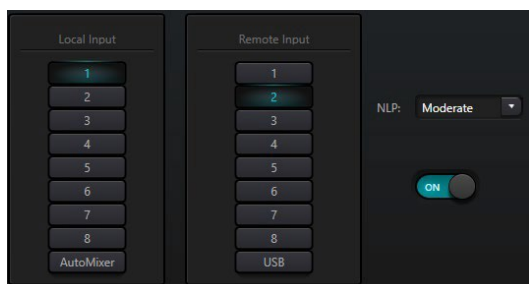 Local Input
1
2
3
4
5
6
7
8
AutoMixer
Remote Input
1
2
3
4
5
6
7
8
USB
NLP: Moderate
ON